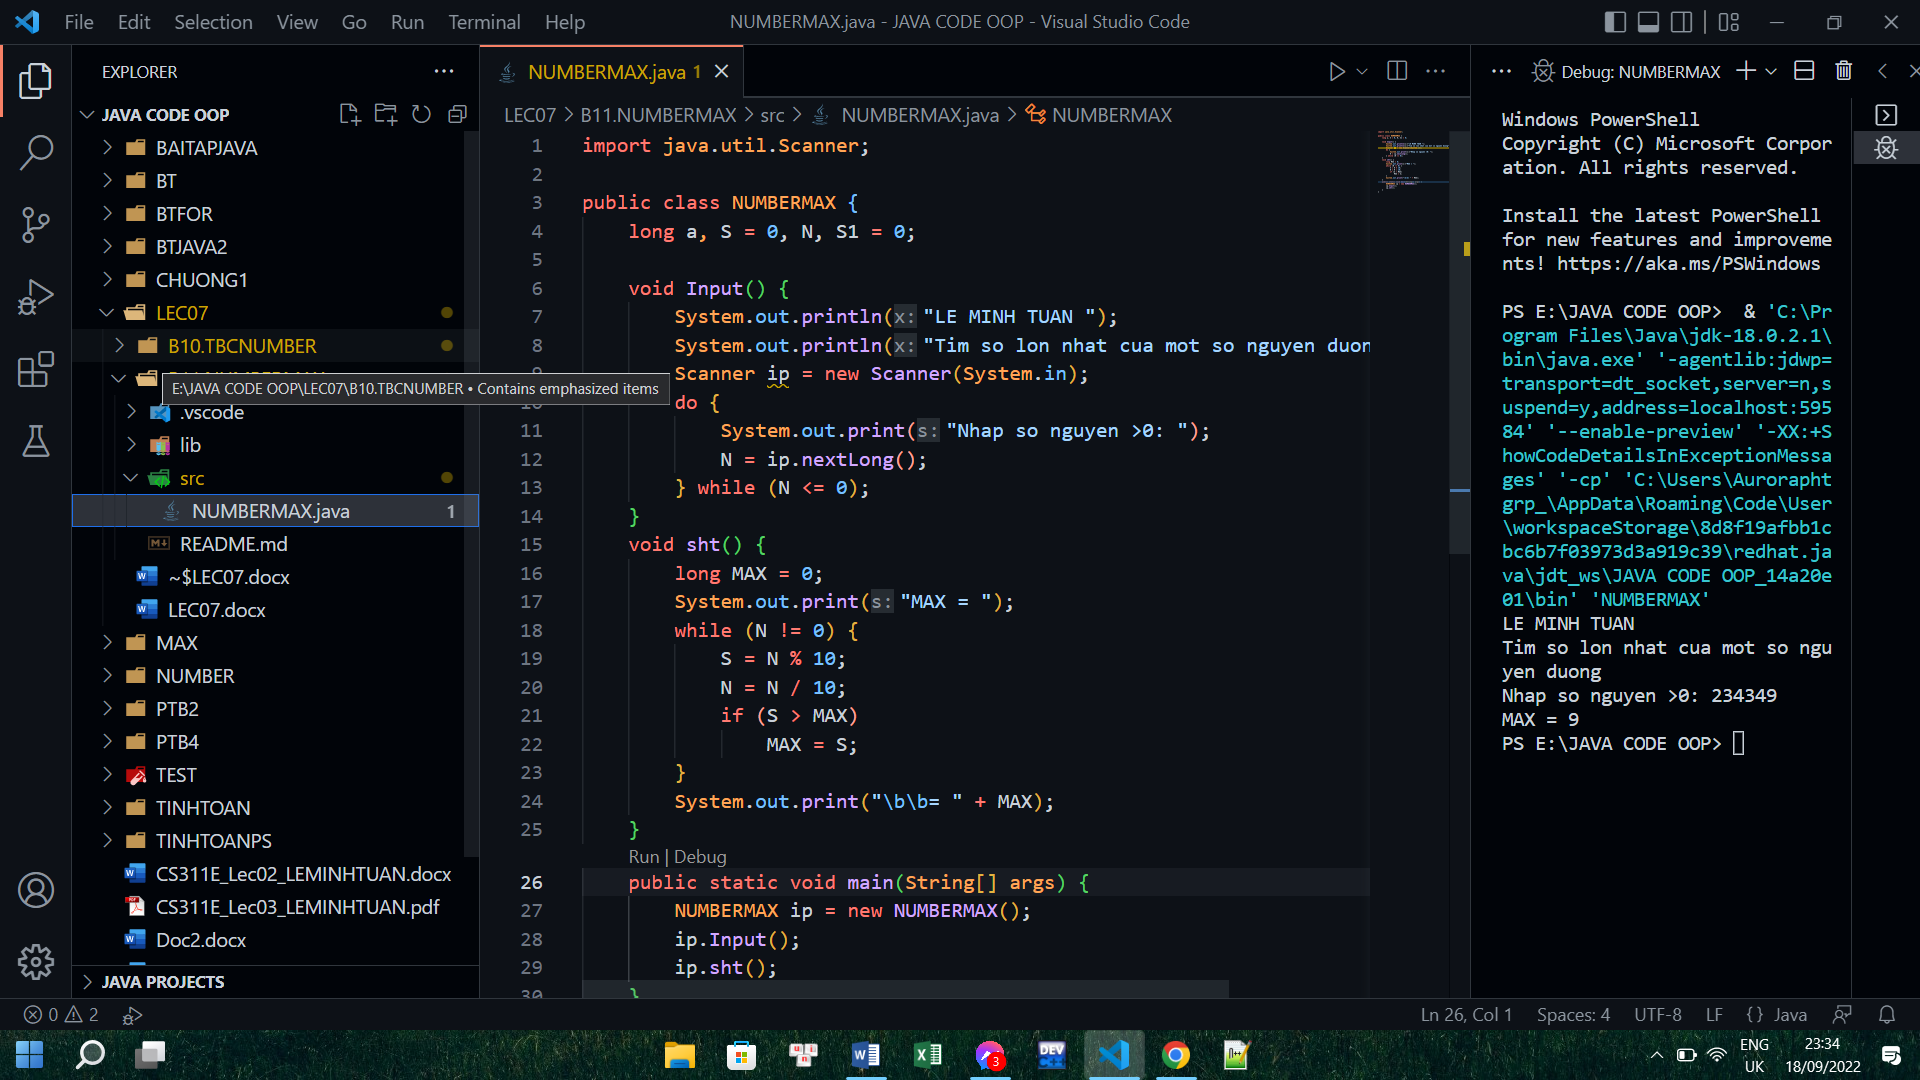 File Edit Selection View Go Run Terminal Help
NUMBERMAX.java - JAVA CODE OOP - Visual Studio Code
EXPLORER
JAVA CODE OOP
BAITAPJAVA
BT
BTFOR
BTJAVA2
CHUONG1
LEC07
B10.TBCNUMBER
E:\JAVA CODE OOP\LEC07\B10.TBCNUMBER • Contains emphasized items
.vscode
lib
src
NUMBERMAX.java 1
README.md
~$LEC07.docx
LEC07.docx
MAX
NUMBER
PTB2
PTB4
TEST
TINHTOAN
TINHTOANPS
CS311E_Lec02_LEMINHTUAN.docx
CS311E_Lec03_LEMINHTUAN.pdf
Doc2.docx
JAVA PROJECTS
NUMBERMAX.java 1
LEC07 > B11.NUMBERMAX > src > NUMBERMAX.java > NUMBERMAX
1 import java.util.Scanner;
2
3 public class NUMBERMAX {
4 long a, S = 0, N, S1 = 0;
5
6 void Input() {
7 System.out.println(x: "LE MINH TUAN ");
8 System.out.println(x: "Tim so lon nhat cua mot so nguyen duon
Scanner ip = new Scanner(System.in);
10 do {
11 System.out.print(s: "Nhap so nguyen >0: ");
12 N = ip.nextLong();
13 } while (N <= 0);
14 }
15 void sht() {
16 long MAX = 0;
17 System.out.print(s: "MAX = ");
18 while (N != 0) {
19 S = N % 10;
20 N = N / 10;
21 if (S > MAX)
22 MAX = S;
23 }
24 System.out.print("\b\b= " + MAX);
25 }
Run | Debug
26 public static void main(String[] args) {
27 NUMBERMAX ip = new NUMBERMAX();
28 ip.Input();
29 ip.sht();
30 }
Debug: NUMBERMAX
Windows PowerShell
Copyright (C) Microsoft Corpor
ation. All rights reserved.
Install the latest PowerShell
for new features and improveme
nts! https://aka.ms/PSWindows
PS E:\JAVA CODE OOP> & 'C:\Pr
ogram Files\Java\jdk-18.0.2.1\
bin\java.exe' '-agentlib:jdwp=
transport=dt_socket,server=n,s
uspend=y,address=localhost:595
84' '--enable-preview' '-XX:+S
howCodeDetailsInExceptionMessa
ges' '-cp' 'C:\Users\Aurorapht
grp_\AppData\Roaming\Code\User
\workspaceStorage\8d8f19afbb1c
bc6b7f03973d3a919c39\redhat.ja
va\jdt_ws\JAVA CODE OOP_14a20e
01\bin' 'NUMBERMAX'
LE MINH TUAN
Tim so lon nhat cua mot so ngu
yen duong
Nhap so nguyen >0: 234349
MAX = 9
PS E:\JAVA CODE OOP>
0 2
Ln 26, Col 1 Spaces: 4 UTF-8 LF {} Java
DEV
3
ENG
UK
23:34
18/09/2022